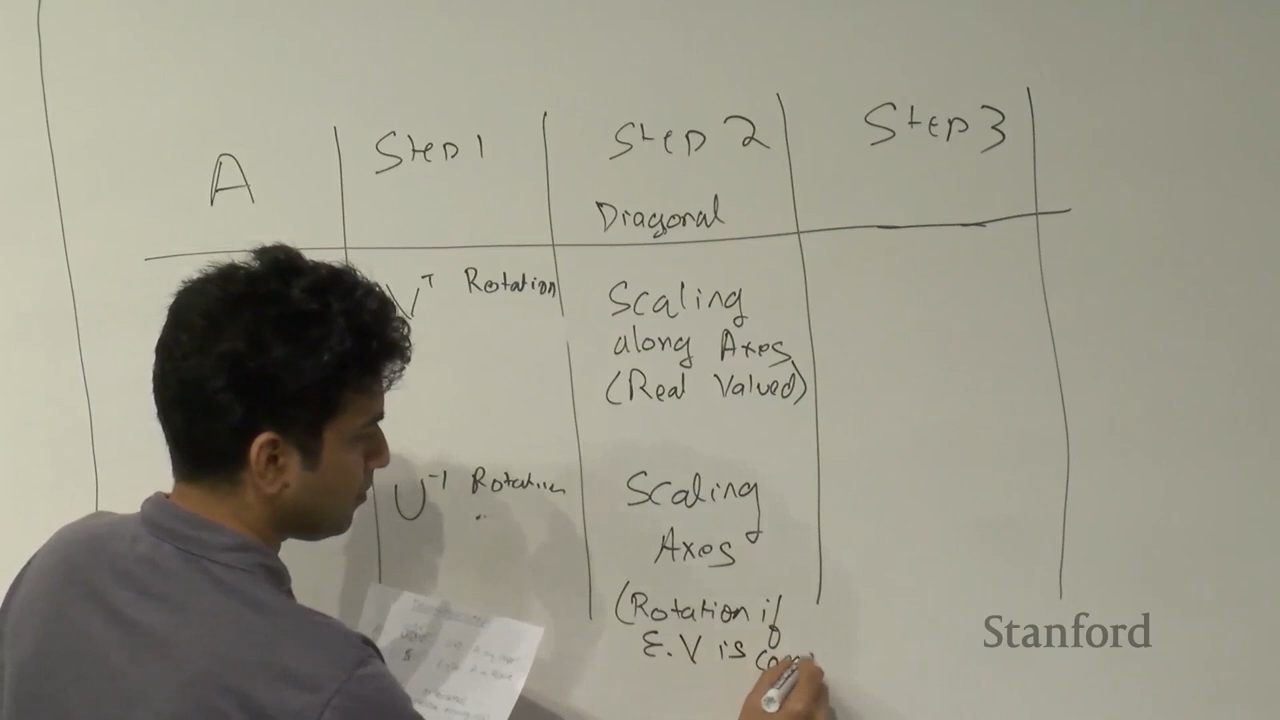 A
Step 1
Step 2
Step 3
Diagonal
V^T Rotation
Scaling
along Axes
(Real Valued)
U^-1 Rotation
Scaling
Axes
(Rotation if
E.V is
Stanford